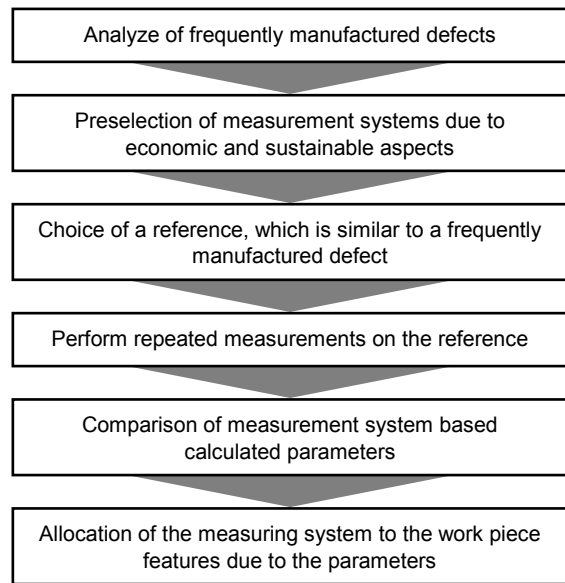 Analyze of frequently manufactured defects
Preselection of measurement systems due to
economic and sustainable aspects
Choice of a reference, which is similar to a frequently
manufactured defect
Perform repeated measurements on the reference
Comparison of measurement system based
calculated parameters
Allocation of the measuring system to the work piece
features due to the parameters